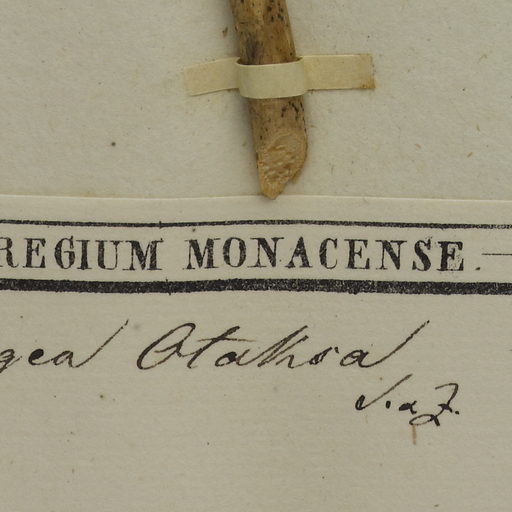 REGIUM MONACENSE.
gea Otaksa
S. a Z.